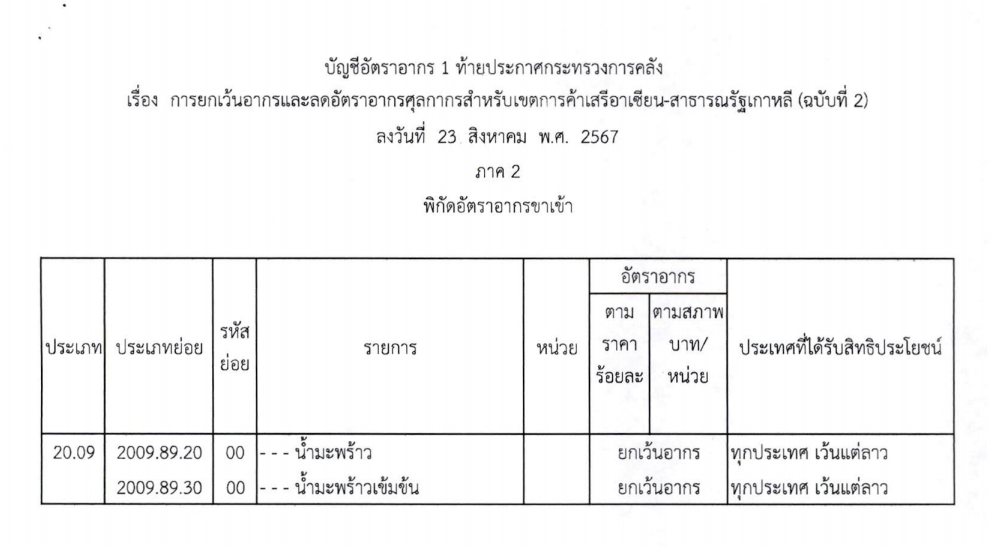 บัญชีอัตราอากร 1 ท้ายประกาศกระทรวงการคลัง
เรื่อง การยกเว้นอากรและลดอัตราอากรศุลกากรสำหรับเขตการค้าเสรีอาเซียน-สาธารณรัฐเกาหลี (ฉบับที่ 2)
ลงวันที่ 23 สิงหาคม พ.ศ. 2567
ภาค 2
พิกัดอัตราอากรขาเข้า
ประเภท ประเภทย่อย รหัสย่อย รายการ หน่วย อัตราอากร ตามราคาร้อยละ ตามสภาพ บาท/หน่วย ประเทศที่ได้รับสิทธิประโยชน์
20.09 2009.89.20 00 - - - น้ำมะพร้าว ยกเว้นอากร ทุกประเทศ เว้นแต่ลาว
2009.89.30 00 - - - น้ำมะพร้าวเข้มข้น ยกเว้นอากร ทุกประเทศ เว้นแต่ลาว